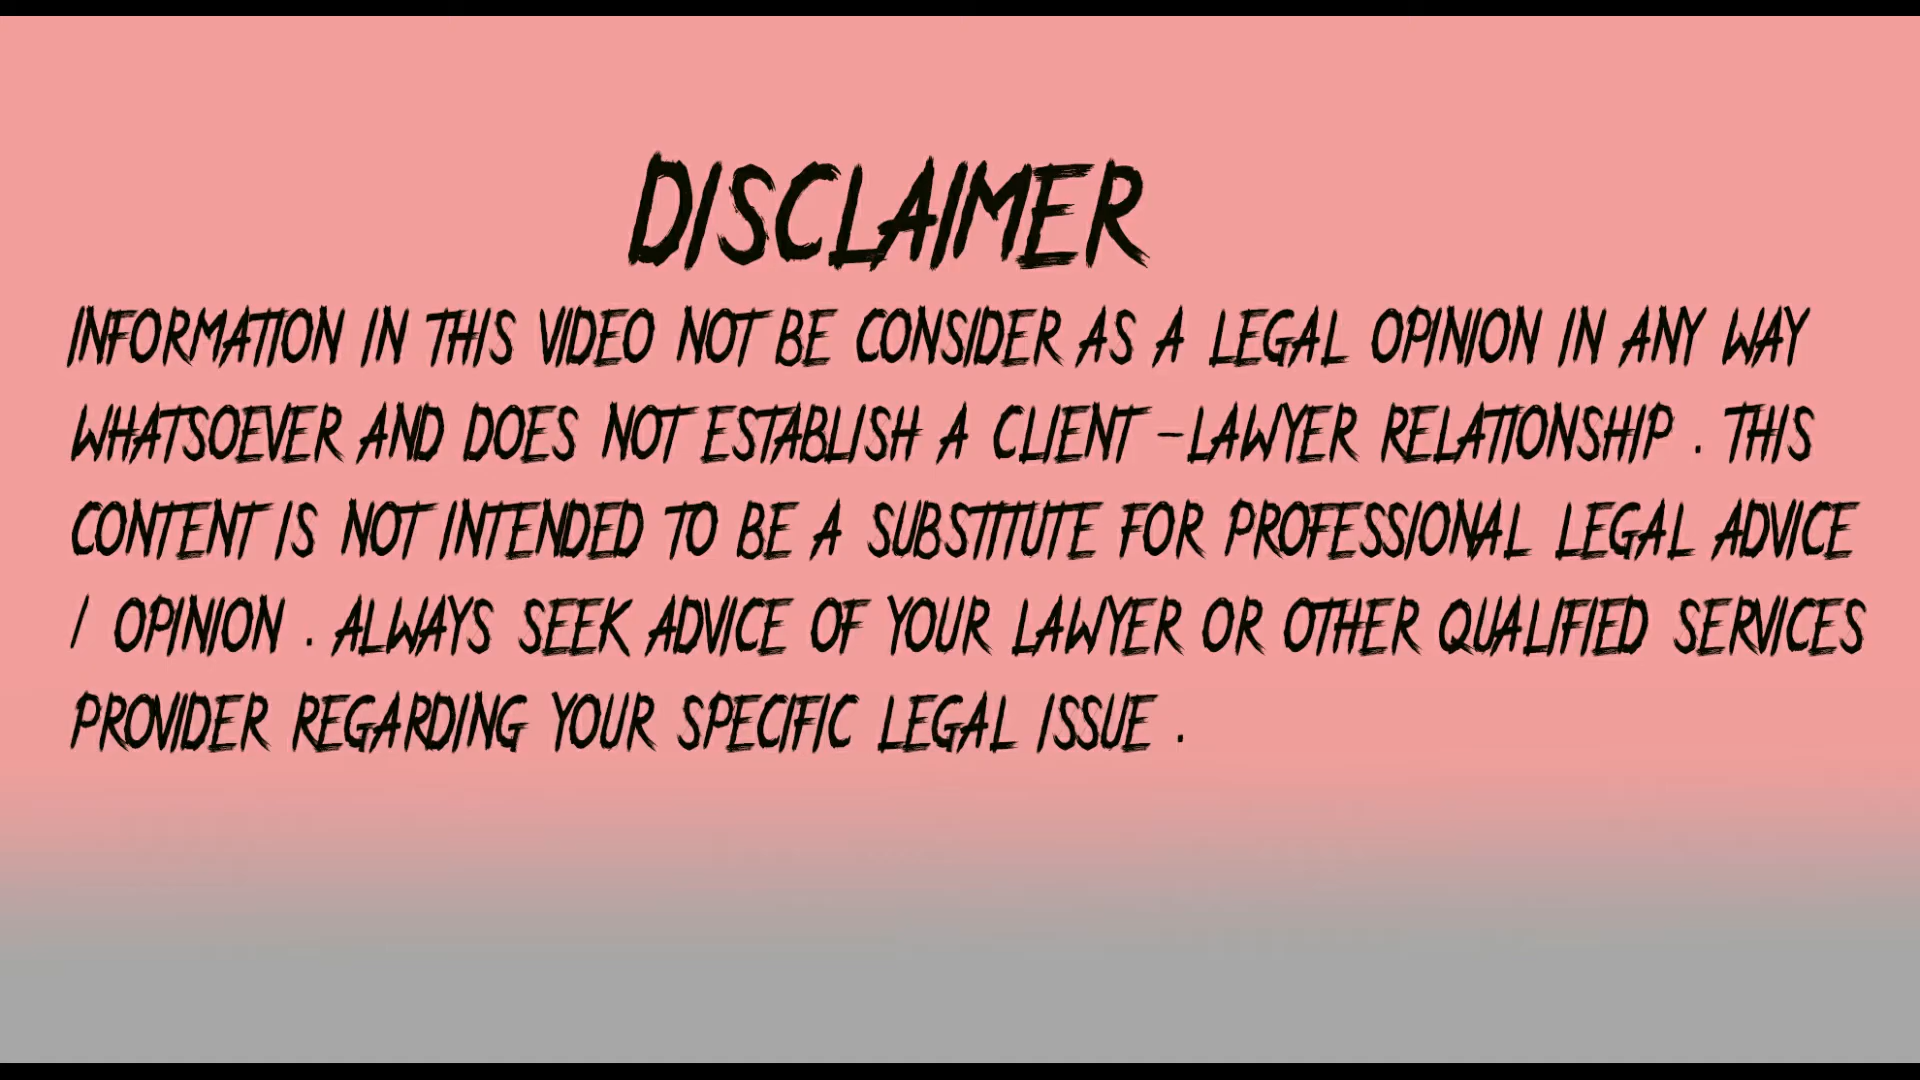 DISCLAIMER
INFORMATION IN THIS VIDEO NOT BE CONSIDER AS A LEGAL OPINION IN ANY WAY
WHATSOEVER AND DOES NOT ESTABLISH A CLIENT -LAWYER RELATIONSHIP . THIS
CONTENT IS NOT INTENDED TO BE A SUBSTITUTE FOR PROFESSIONAL LEGAL ADVICE
/ OPINION . ALWAYS SEEK ADVICE OF YOUR LAWYER OR OTHER QUALIFIED SERVICES
PROVIDER REGARDING YOUR SPECIFIC LEGAL ISSUE .